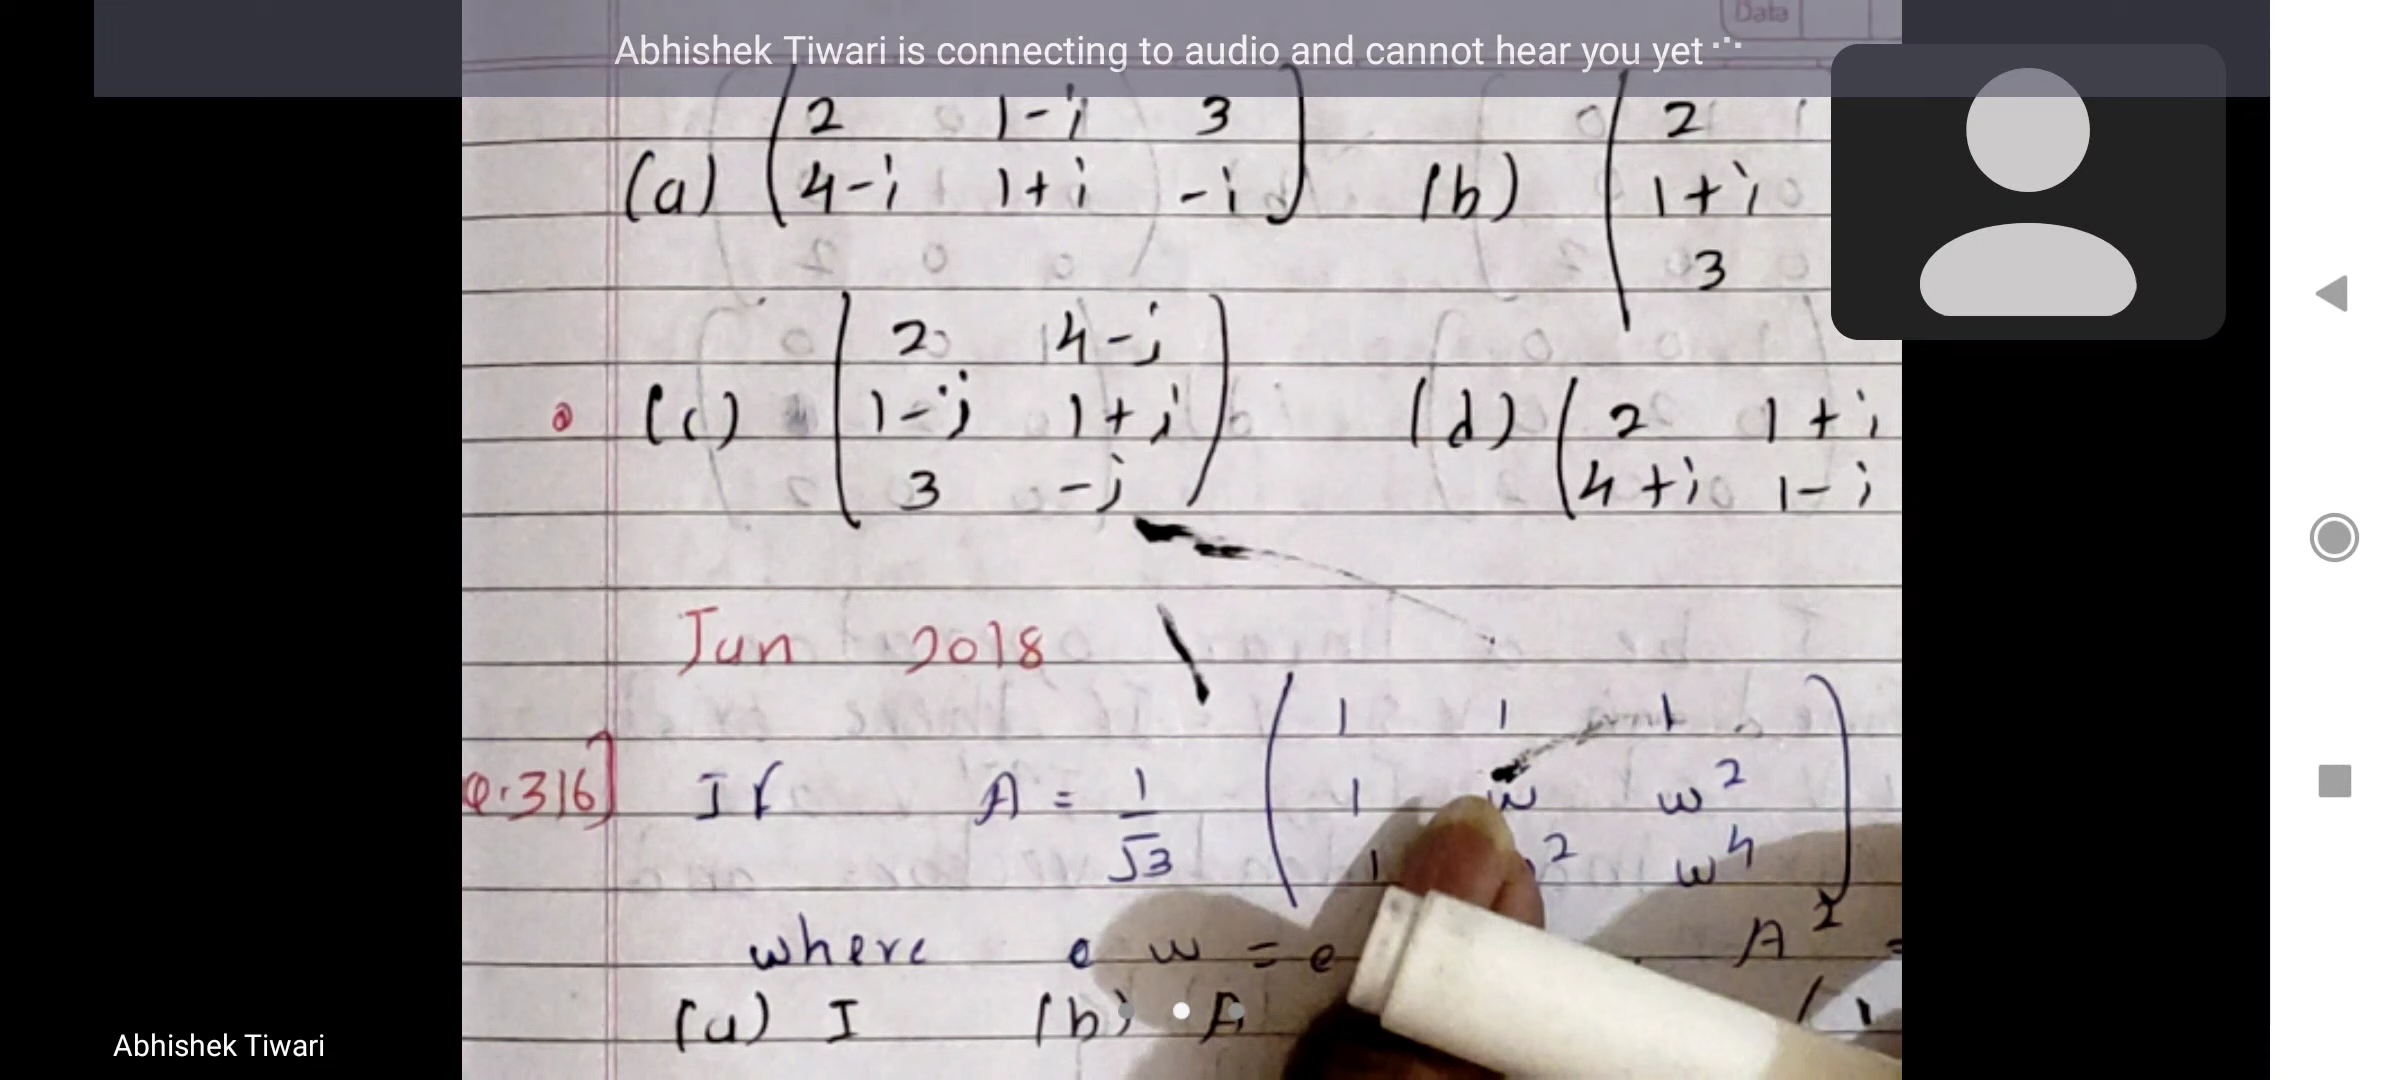 Data
Abhishek Tiwari is connecting to audio and cannot hear you yet
(a) ( 2 1-i 3
4-i 1+i -i )
(b) ( 2
1+i
3
(c) ( 2 4-i
1-i 1+i
3 -i )
(d) ( 2 1+i
4+i 1-i
Jun 2018
Q.316] If A = 1/√3 ( 1 1 1
1 w w²
1 ² w⁴ )
where w = e A² =
(a) I (b) A
Abhishek Tiwari